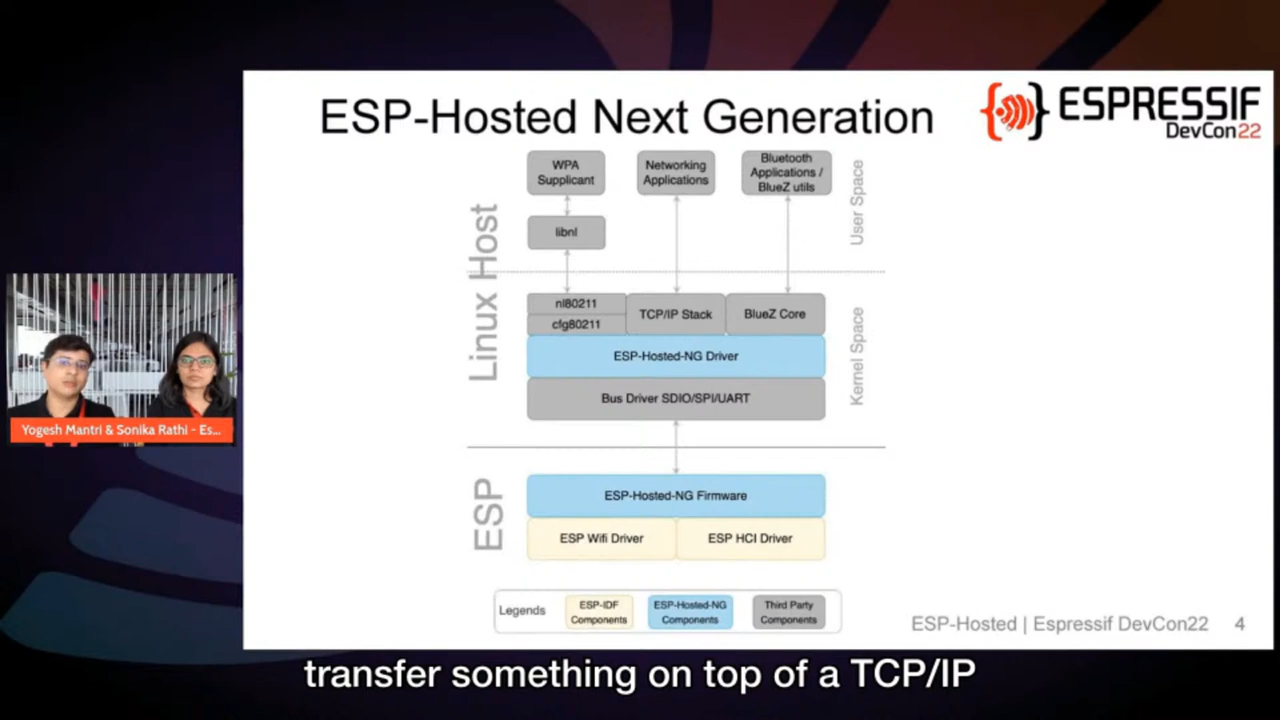 ESP-Hosted Next Generation
{ } ESPRESSIF
DevCon22
WPA
Supplicant
Networking
Applications
Bluetooth
Applications /
BlueZ utils
User Space
libnl
Linux Host
nl80211
cfg80211
TCP/IP Stack
BlueZ Core
ESP-Hosted-NG Driver
Kernel Space
Bus Driver SDIO/SPI/UART
Yogesh Mantri & Sonika Rathi - Es...
ESP
ESP-Hosted-NG Firmware
ESP Wifi Driver
ESP HCI Driver
Legends
ESP-IDF
Components
ESP-Hosted-NG
Components
Third Party
Components
ESP-Hosted | Espressif DevCon22 4
transfer something on top of a TCP/IP